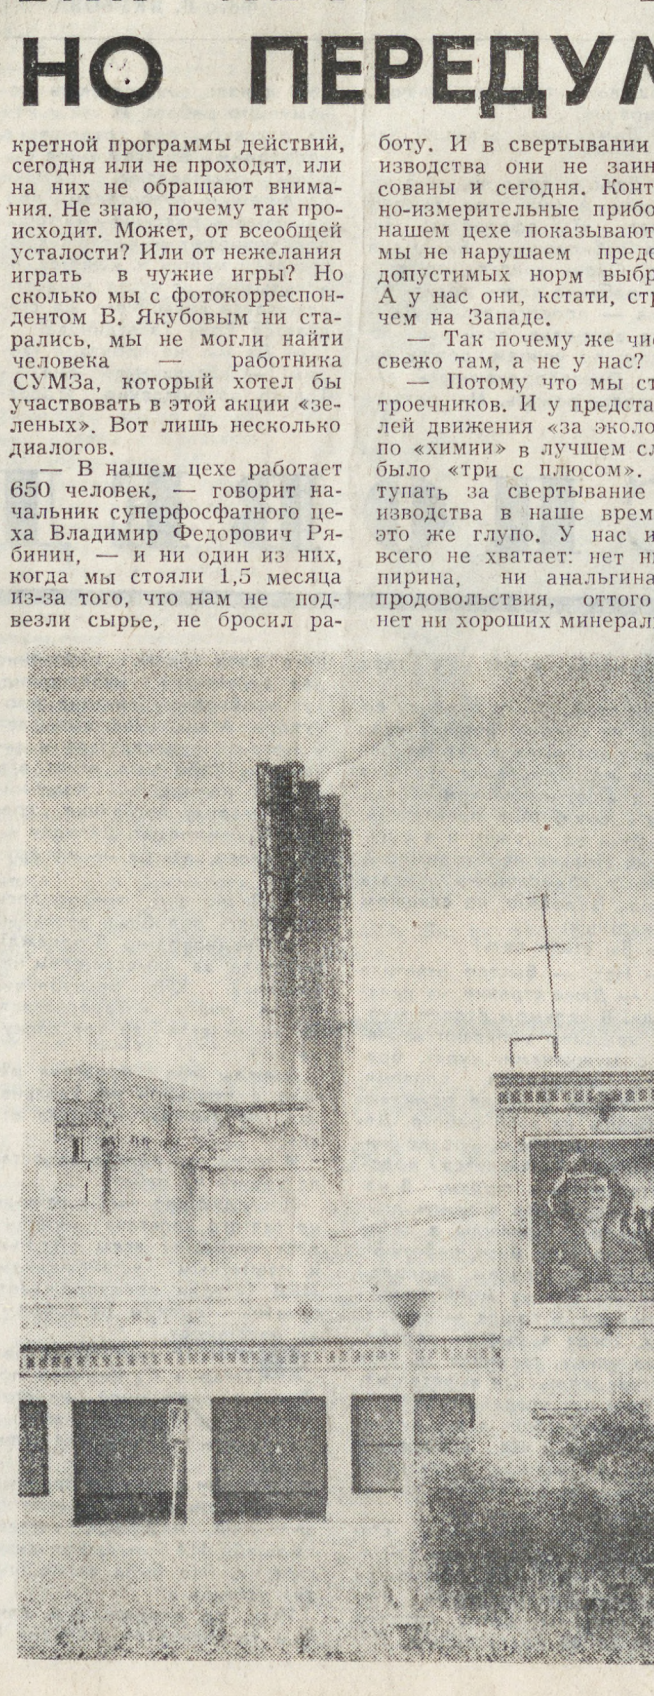 НО ПЕРЕДУМ
кретной программы действий,
сегодня или не проходят, или
на них не обращают внима-
ния. Не знаю, почему так про-
исходит. Может, от всеобщей
усталости? Или от нежелания
играть в чужие игры? Но
сколько мы с фотокорреспон-
дентом В. Якубовым ни ста-
рались, мы не могли найти
человека — работника
СУМЗа, который хотел бы
участвовать в этой акции «зе-
леных». Вот лишь несколько
диалогов.
— В нашем цехе работает
650 человек, — говорит на-
чальник суперфосфатного це-
ха Владимир Федорович Ря-
бинин, — и ни один из них,
когда мы стояли 1,5 месяца
из-за того, что нам не под-
везли сырье, не бросил ра-
боту. И в свертывании
изводства они не заин
сованы и сегодня. Конт
но-измерительные прибо
нашем цехе показывают
мы не нарушаем преде
допустимых норм выбр
А у нас они, кстати, стр
чем на Западе.
— Так почему же чис
свежо там, а не у нас?
— Потому что мы ст
троечников. И у предста
лей движения «за эколо
по «химии» в лучшем сл
было «три с плюсом».
тупать за свертывание
изводства в наше врем
это же глупо. У нас и
всего не хватает: нет ни
пирина, ни анальгина
продовольствия, оттого
нет ни хороших минерал